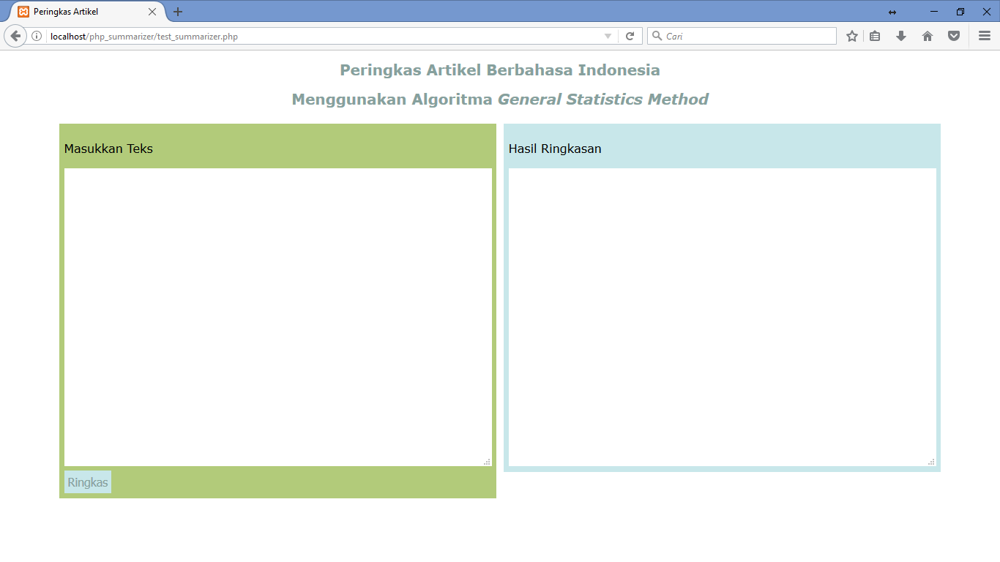 Peringkas Artikel
localhost/php_summarizer/test_summarizer.php
Cari
Peringkas Artikel Berbahasa Indonesia
Menggunakan Algoritma General Statistics Method
Masukkan Teks
Hasil Ringkasan
Ringkas